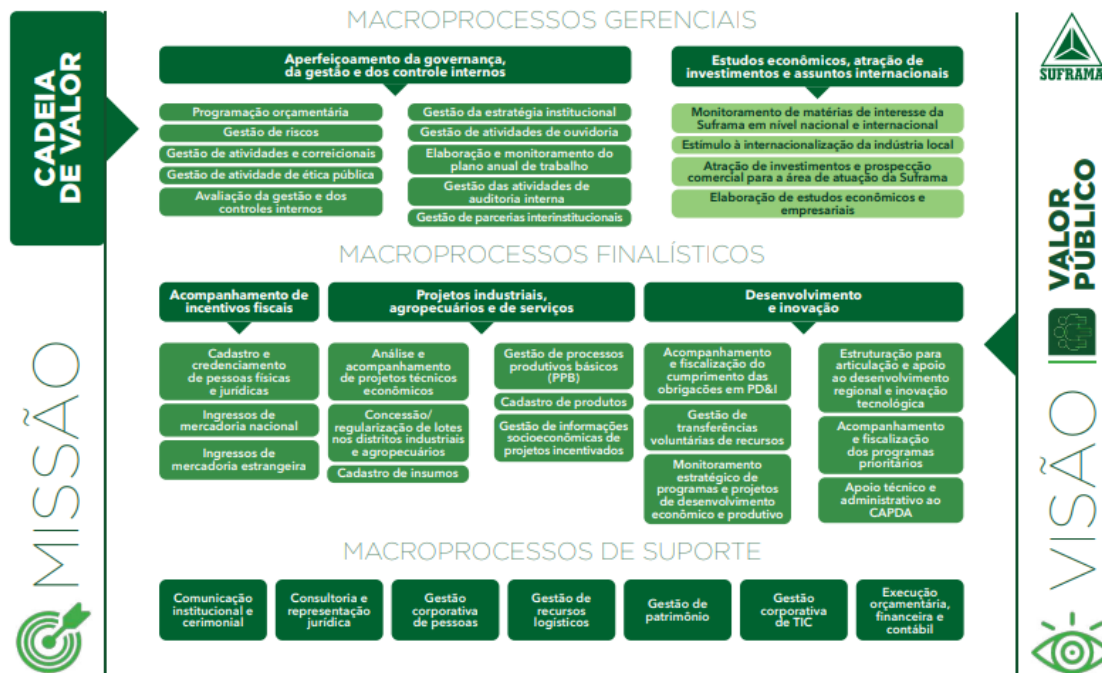 MACROPROCESSOS GERENCIAIS
CADEIA
DE VALOR
Aperfeiçoamento da governança,
da gestão e dos controle internos
Programação orçamentária
Gestão de riscos
Gestão de atividades e correicionais
Gestão de atividade de ética pública
Avaliação da gestão e dos
controles internos
Gestão da estratégia institucional
Gestão de atividades de ouvidoria
Elaboração e monitoramento do
plano anual de trabalho
Gestão das atividades de
auditoria interna
Gestão de parcerias interinstitucionais
Estudos econômicos, atração de
investimentos e assuntos internacionais
Monitoramento de matérias de interesse da
Suframa em nível nacional e internacional
Estímulo à internacionalização da indústria local
Atração de investimentos e prospecção
comercial para a área de atuação da Suframa
Elaboração de estudos econômicos e
empresariais
SUFRAMA
MACROPROCESSOS FINALÍSTICOS
Acompanhamento de
incentivos fiscais
Cadastro e
credenciamento
de pessoas físicas
e jurídicas
Ingressos de
mercadoria nacional
Ingressos de
mercadoria estrangeira
Projetos industriais,
agropecuários e de serviços
Análise e
acompanhamento
de projetos técnicos
econômicos
Concessão/
regularização de lotes
nos distritos industriais
e agropecuários
Cadastro de insumos
Gestão de processos
produtivos básicos
(PPB)
Cadastro de produtos
Gestão de informações
socioeconômicas de
projetos incentivados
Desenvolvimento
e inovação
Acompanhamento
e fiscalização do
cumprimento das
obrigações em PD&I
Gestão de
transferências
voluntárias de recursos
Monitoramento
estratégico de
programas e projetos
de desenvolvimento
econômico e produtivo
Estruturação para
articulação e apoio
ao desenvolvimento
regional e inovação
tecnológica
Acompanhamento
e fiscalização
dos programas
prioritários
Apoio técnico e
administrativo ao
CAPDA
MISSÃO
VALOR
PÚBLICO
VISÃO
MACROPROCESSOS DE SUPORTE
Comunicação
institucional e
cerimonial
Consultoria e
representação
jurídica
Gestão
corporativa
de pessoas
Gestão de
recursos
logísticos
Gestão de
patrimônio
Gestão
corporativa
de TIC
Execução
orçamentária,
financeira e
contábil